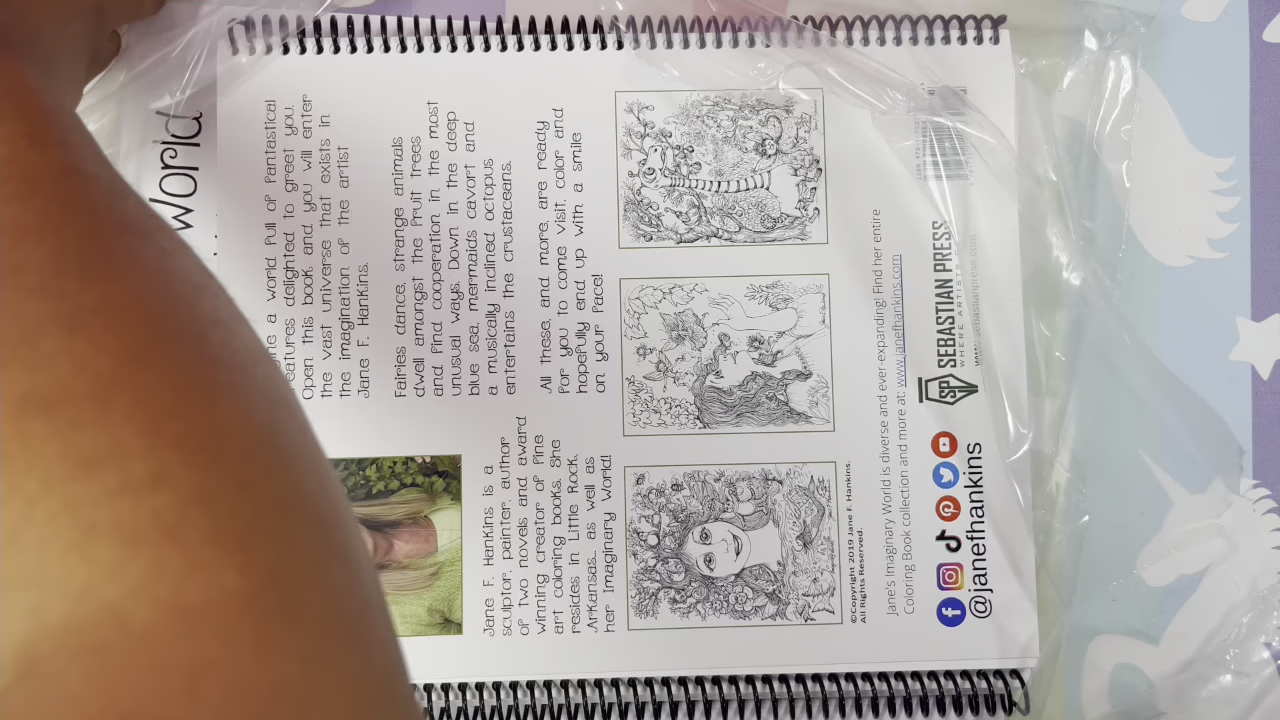 World
world full of fantastical
creatures delighted to greet you.
Open this book and you will enter
the vast universe that exists in
the imagination of the artist
Jane F. Hankins.
Fairies dance, strange animals
dwell amongst the fruit trees
and find cooperation in the most
unusual ways. Down in the deep
blue sea, mermaids cavort and
a musically inclined octopus
entertains the crustaceans.
All these, and more, are ready
for you to come visit, color and
hopefully end up with a smile
on your face!
Jane F. Hankins is a
sculptor, painter, author
of two novels and award
winning creator of fine
art coloring books. She
resides in Little Rock,
Arkansas... as well as
her Imaginary World!
©Copyright 2019 Jane F. Hankins.
All Rights Reserved.
Jane's Imaginary World is diverse and ever-expanding! Find her entire
Coloring Book collection and more at: www.janefhankins.com
@janefhankins
SP
SEBASTIAN PRESS
WHERE ARTIST
www.sebastianpress.com